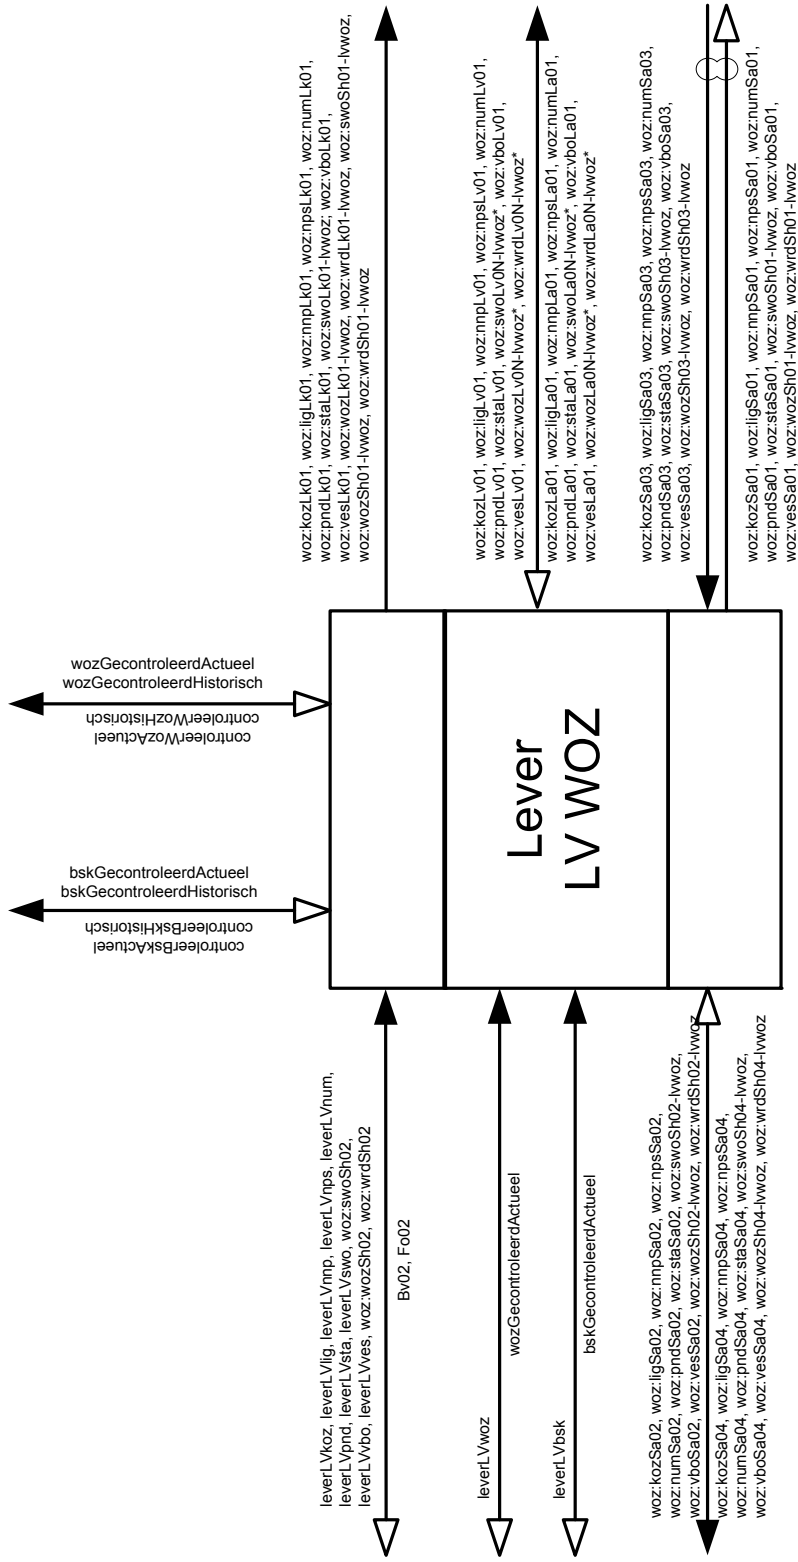 woz:kozLk01, woz:ligLk01, woz:nnpLk01, woz:npsLk01, woz:numLk01,
woz:pndLk01, woz:staLk01, woz:swoLk01-lvwoz; woz:vboLk01,
woz:vesLk01, woz:wozLk01-lvwoz, woz:wrdLk01-lvwoz, woz:swoSh01-lvwoz,
woz:wozSh01-lvwoz, woz:wrdSh01-lvwoz
woz:kozLv01, woz:ligLv01, woz:nnpLv01, woz:npsLv01, woz:numLv01,
woz:pndLv01, woz:staLv01, woz:swoLv0N-lvwoz*, woz:vboLv01,
woz:vesLv01, woz:wozLv0N-lvwoz*, woz:wrdLv0N-lvwoz*
woz:kozLa01, woz:ligLa01, woz:nnpLa01, woz:npsLa01, woz:numLa01,
woz:pndLa01, woz:staLa01, woz:swoLa0N-lvwoz*, woz:vboLa01,
woz:vesLa01, woz:wozLa0N-lvwoz*, woz:wrdLa0N-lvwoz*
woz:kozSa03, woz:ligSa03, woz:nnpSa03, woz:npsSa03, woz:numSa03,
woz:pndSa03, woz:staSa03, woz:swoSh03-lvwoz, woz:vboSa03,
woz:vesSa03, woz:wozSh03-lvwoz, woz:wrdSh03-lvwoz
woz:kozSa01, woz:ligSa01, woz:nnpSa01, woz:npsSa01, woz:numSa01,
woz:pndSa01, woz:staSa01, woz:swoSh01-lvwoz, woz:vboSa01,
woz:vesSa01, woz:wozSh01-lvwoz, woz:wrdSh01-lvwoz
wozGecontroleerdActueel
wozGecontroleerdHistorisch
controleerWozActueel
controleerWozHistorisch
bskGecontroleerdActueel
bskGecontroleerdHistorisch
controleerBskActueel
controleerBskHistorisch
Lever
LV WOZ
leverLVkoz, leverLVlig, leverLVnnp, leverLVnps, leverLVnum,
leverLVpnd, leverLVsta, leverLVswo, woz:swoSh02,
leverLVvbo, leverLVves, woz:wozSh02, woz:wrdSh02
Bv02, Fo02
leverLVwoz
wozGecontroleerdActueel
leverLVbsk
bskGecontroleerdActueel
woz:kozSa02, woz:ligSa02, woz:nnpSa02, woz:npsSa02,
woz:numSa02, woz:pndSa02, woz:staSa02, woz:swoSh02-lvwoz,
woz:vboSa02, woz:vesSa02, woz:wozSh02-lvwoz, woz:wrdSh02-lvwoz
woz:kozSa04, woz:ligSa04, woz:nnpSa04, woz:npsSa04,
woz:numSa04, woz:pndSa04, woz:staSa04, woz:swoSh04-lvwoz,
woz:vboSa04, woz:vesSa04, woz:wozSh04-lvwoz, woz:wrdSh04-lvwoz